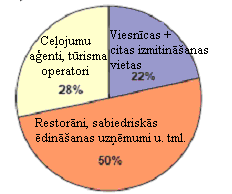 Ceļojumu
aģenti, tūrisma
operatori
28%
Viesnīcas +
citas izmitināšanas
vietas
22%
Restorāni, sabiedriskās
ēdināšanas uzņēmumi u. tml.
50%